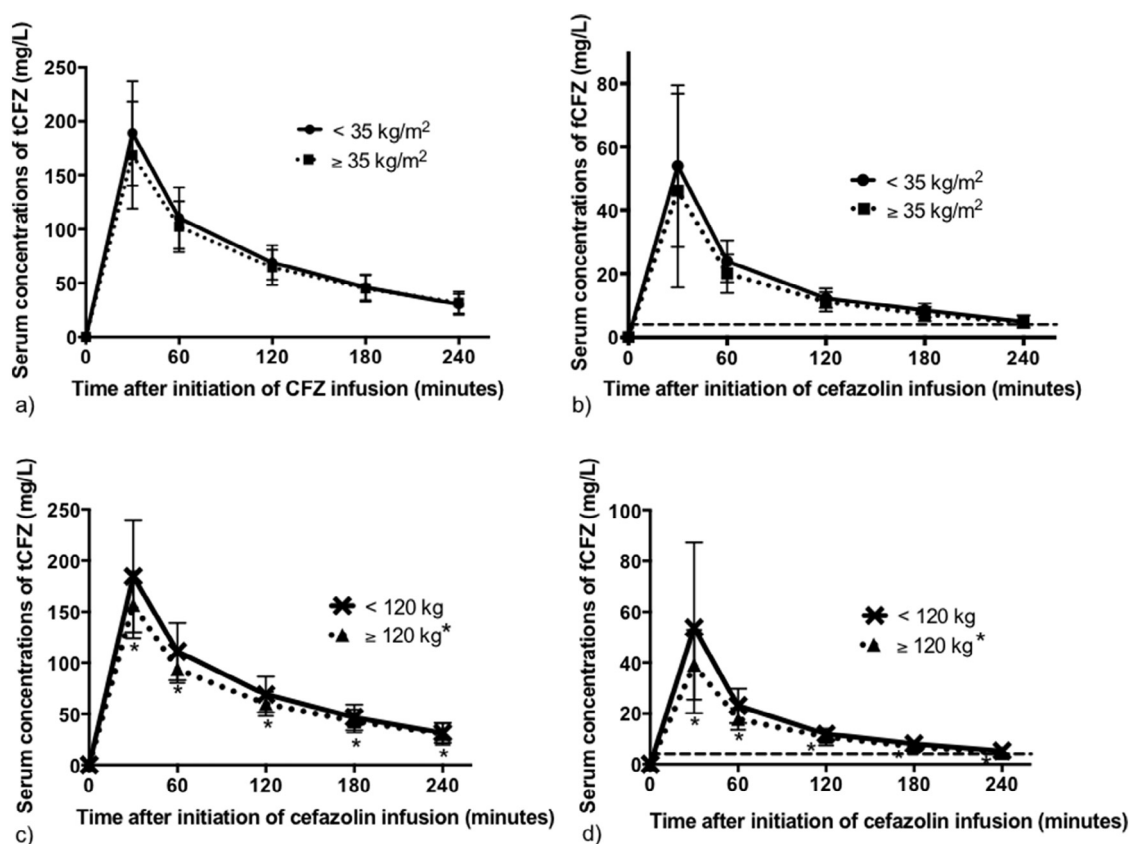 Serum concentrations of tCFZ (mg/L)
250
200
150
100
50
0
< 35 kg/m²
≥ 35 kg/m²
0 60 120 180 240
Time after initiation of CFZ infusion (minutes)
a)
Serum concentrations of fCFZ (mg/L)
80
60
40
20
0
< 35 kg/m²
≥ 35 kg/m²
0 60 120 180 240
Time after initiation of cefazolin infusion (minutes)
b)
Serum concentrations of tCFZ (mg/L)
250
200
150
100
50
0
< 120 kg
≥ 120 kg*
* * * * *
0 60 120 180 240
Time after initiation of cefazolin infusion (minutes)
c)
Serum concentrations of fCFZ (mg/L)
100
80
60
40
20
0
< 120 kg
≥ 120 kg*
* * * * *
0 60 120 180 240
Time after initiation of cefazolin infusion (minutes)
d)